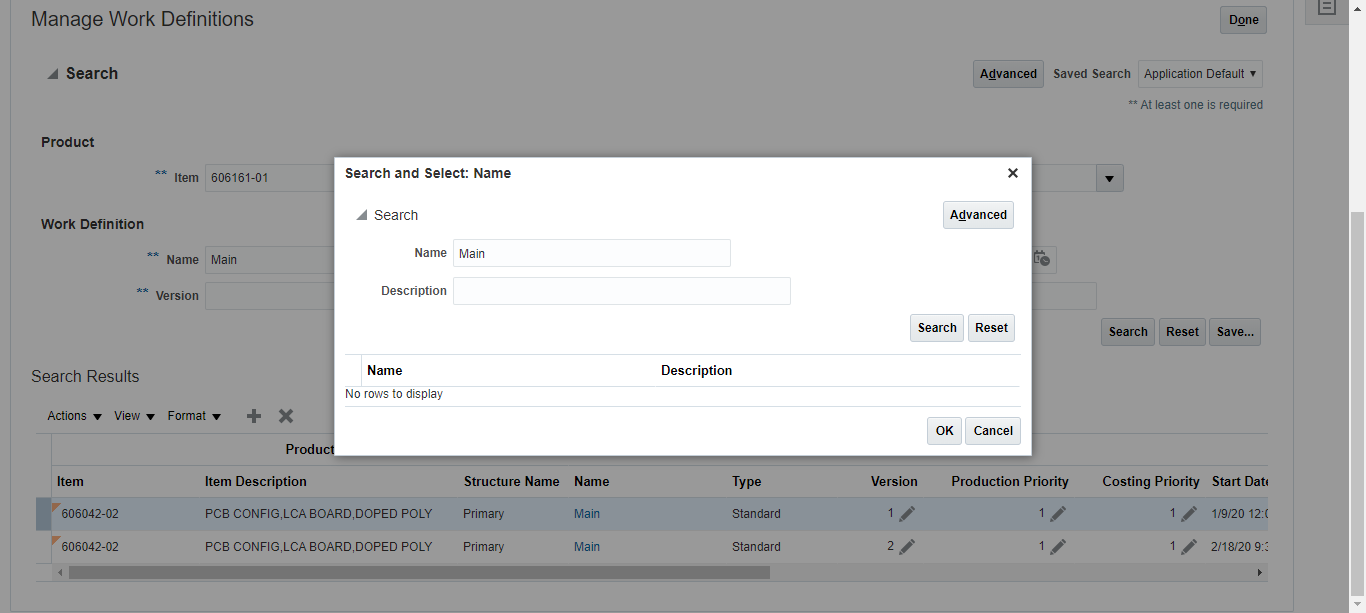 Manage Work Definitions
Done
Search
Advanced Saved Search Application Default
** At least one is required
Product
** Item 606161-01
Work Definition
** Name Main
** Version
Search Reset Save...
Search and Select: Name
Search
Advanced
Name Main
Description
Search Reset
Name Description
No rows to display
OK Cancel
Search Results
Actions View Format
Product
Item Item Description Structure Name Name Type Version Production Priority Costing Priority Start Date
606042-02 PCB CONFIG,LCA BOARD,DOPED POLY Primary Main Standard 1 1 1 1/9/20 12:0
606042-02 PCB CONFIG,LCA BOARD,DOPED POLY Primary Main Standard 2 1 1 2/18/20 9:3